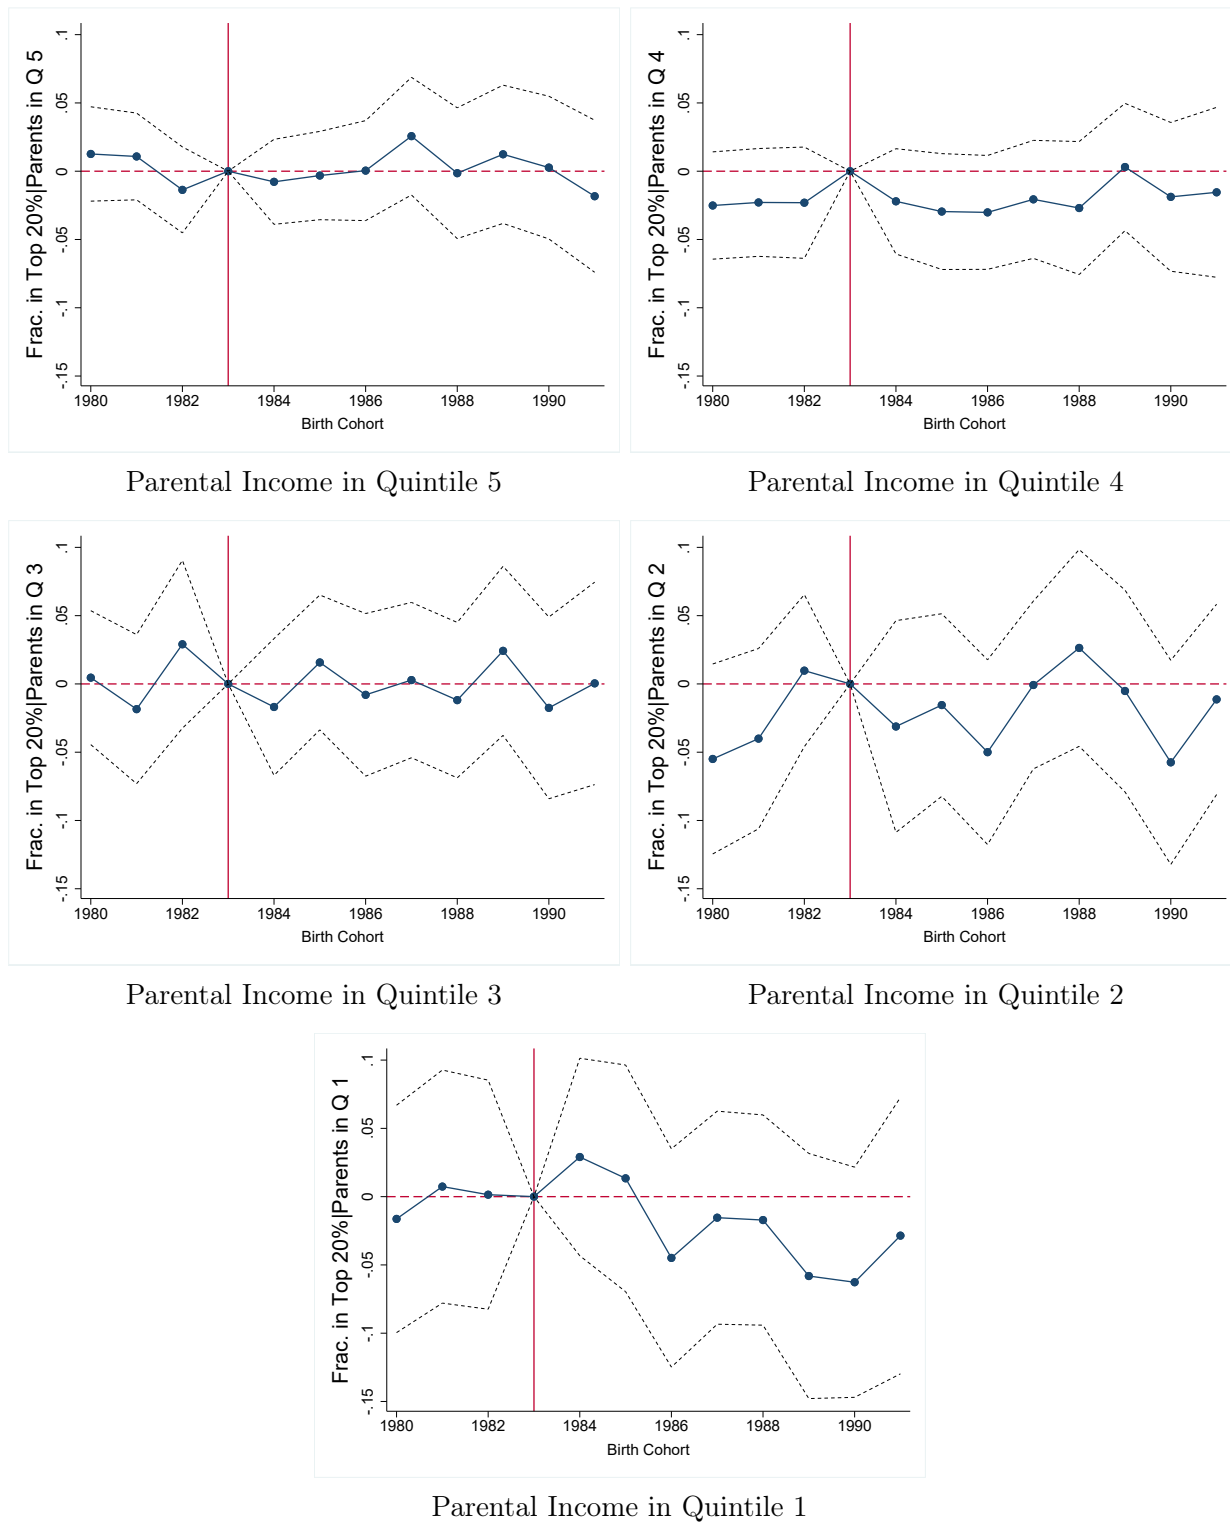 Frac. in Top 20%|Parents in Q 5
.1
.05
0
-.05
-.1
-.15
1980 1982 1984 1986 1988 1990
Birth Cohort
Parental Income in Quintile 5
Frac. in Top 20%|Parents in Q 4
.1
.05
0
-.05
-.1
-.15
1980 1982 1984 1986 1988 1990
Birth Cohort
Parental Income in Quintile 4
Frac. in Top 20%|Parents in Q 3
.1
.05
0
-.05
-.1
-.15
1980 1982 1984 1986 1988 1990
Birth Cohort
Parental Income in Quintile 3
Frac. in Top 20%|Parents in Q 2
.1
.05
0
-.05
-.1
-.15
1980 1982 1984 1986 1988 1990
Birth Cohort
Parental Income in Quintile 2
Frac. in Top 20%|Parents in Q 1
.1
.05
0
-.05
-.1
-.15
1980 1982 1984 1986 1988 1990
Birth Cohort
Parental Income in Quintile 1